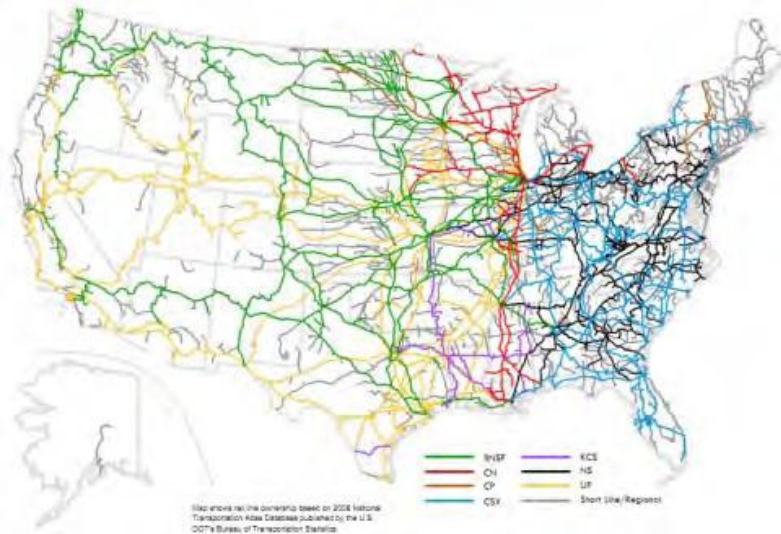 BNSF
CN
CP
CSX
KCS
NS
UP
Short Line/Regional
Map shows rail line ownership based on 2008 National
Transportation Atlas Database published by the U.S.
DOT's Bureau of Transportation Statistics